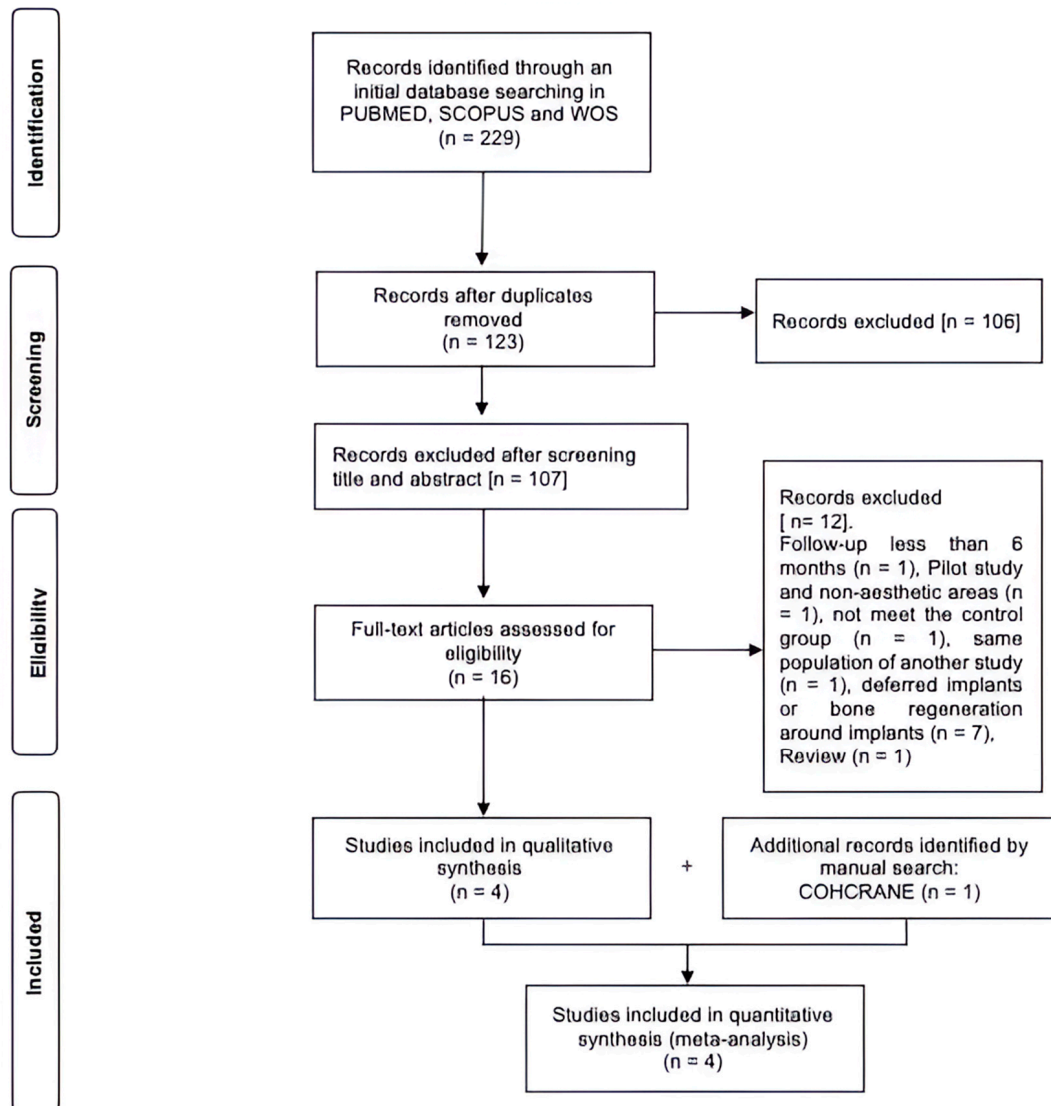 Identification
Records identified through an
initial database searching in
PUBMED, SCOPUS and WOS
(n = 229)
Screening
Records after duplicates
removed
(n = 123)
Records excluded [n = 106]
Records excluded after screening
title and abstract [n = 107]
Eligibility
Full-text articles assessed for
eligibility
(n = 16)
Records excluded
[ n= 12].
Follow-up less than 6
months (n = 1), Pilot study
and non-aesthetic areas (n
= 1), not meet the control
group (n = 1), same
population of another study
(n = 1), deferred implants
or bone regeneration
around implants (n = 7),
Review (n = 1)
Included
Studies included in qualitative
synthesis
(n = 4)
+
Additional records identified by
manual search:
COHCRANE (n = 1)
Studies included in quantitative
synthesis (meta-analysis)
(n = 4)